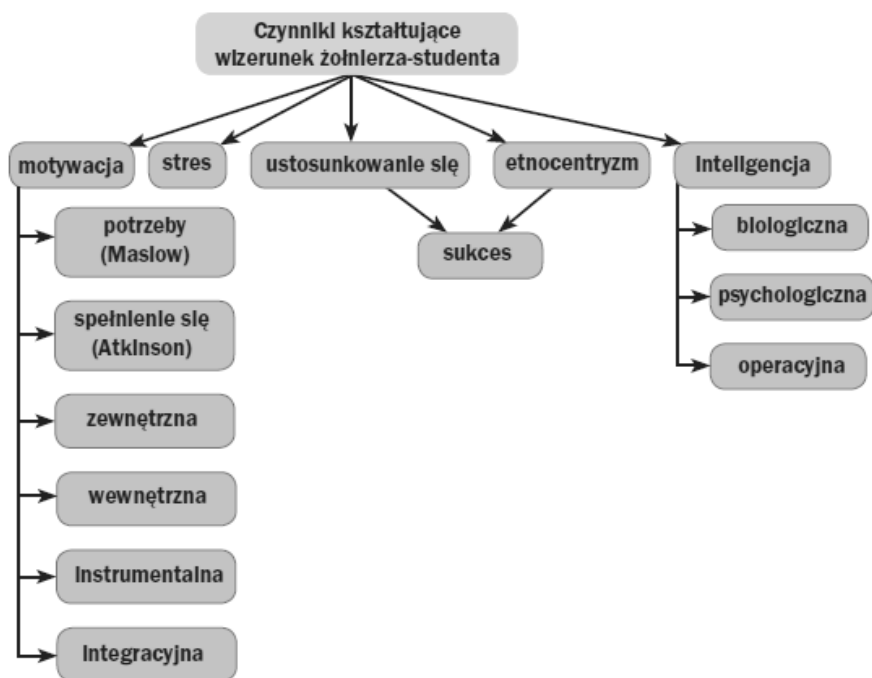 Czynniki kształtujące
wizerunek żołnierza-studenta
motywacja
stres
ustosunkowanie się
etnocentryzm
Inteligencja
potrzeby
(Maslow)
sukces
biologiczna
psychologiczna
operacyjna
spełnienie się
(Atkinson)
zewnętrzna
wewnętrzna
Instrumentalna
Integracyjna